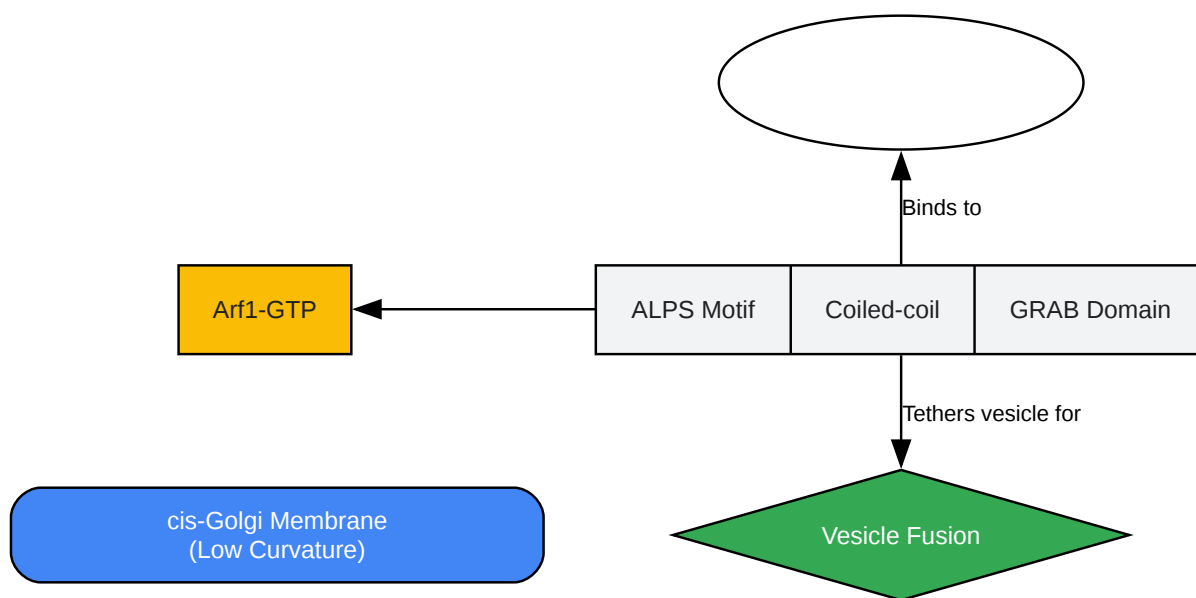 Binds to
Arf1-GTP
ALPS Motif
Coiled-coil
GRAB Domain
Tethers vesicle for
cis-Golgi Membrane
(Low Curvature)
Vesicle Fusion